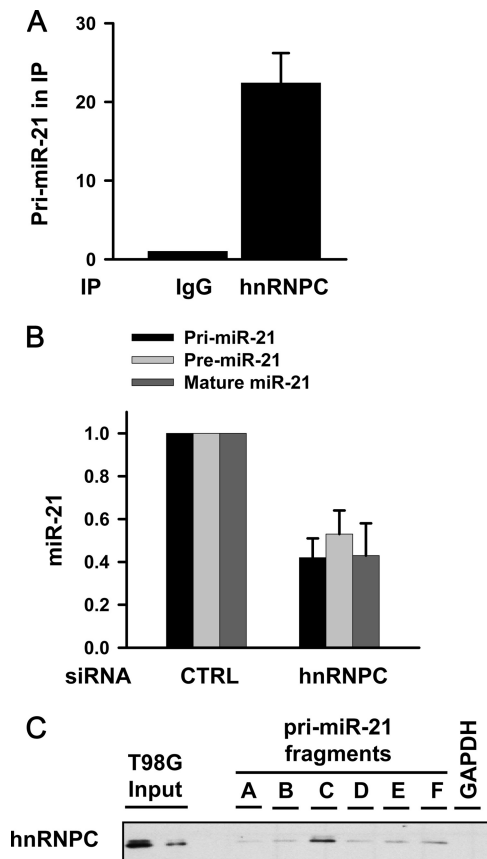 A
Pri-miR-21 in IP
30
20
10
0
IP IgG hnRNPC
B
Pri-miR-21
Pre-miR-21
Mature miR-21
miR-21
1.0
0.8
0.6
0.4
0.2
0.0
siRNA CTRL hnRNPC
C
pri-miR-21
fragments
T98G
Input
A B C D E F
GAPDH
hnRNPC